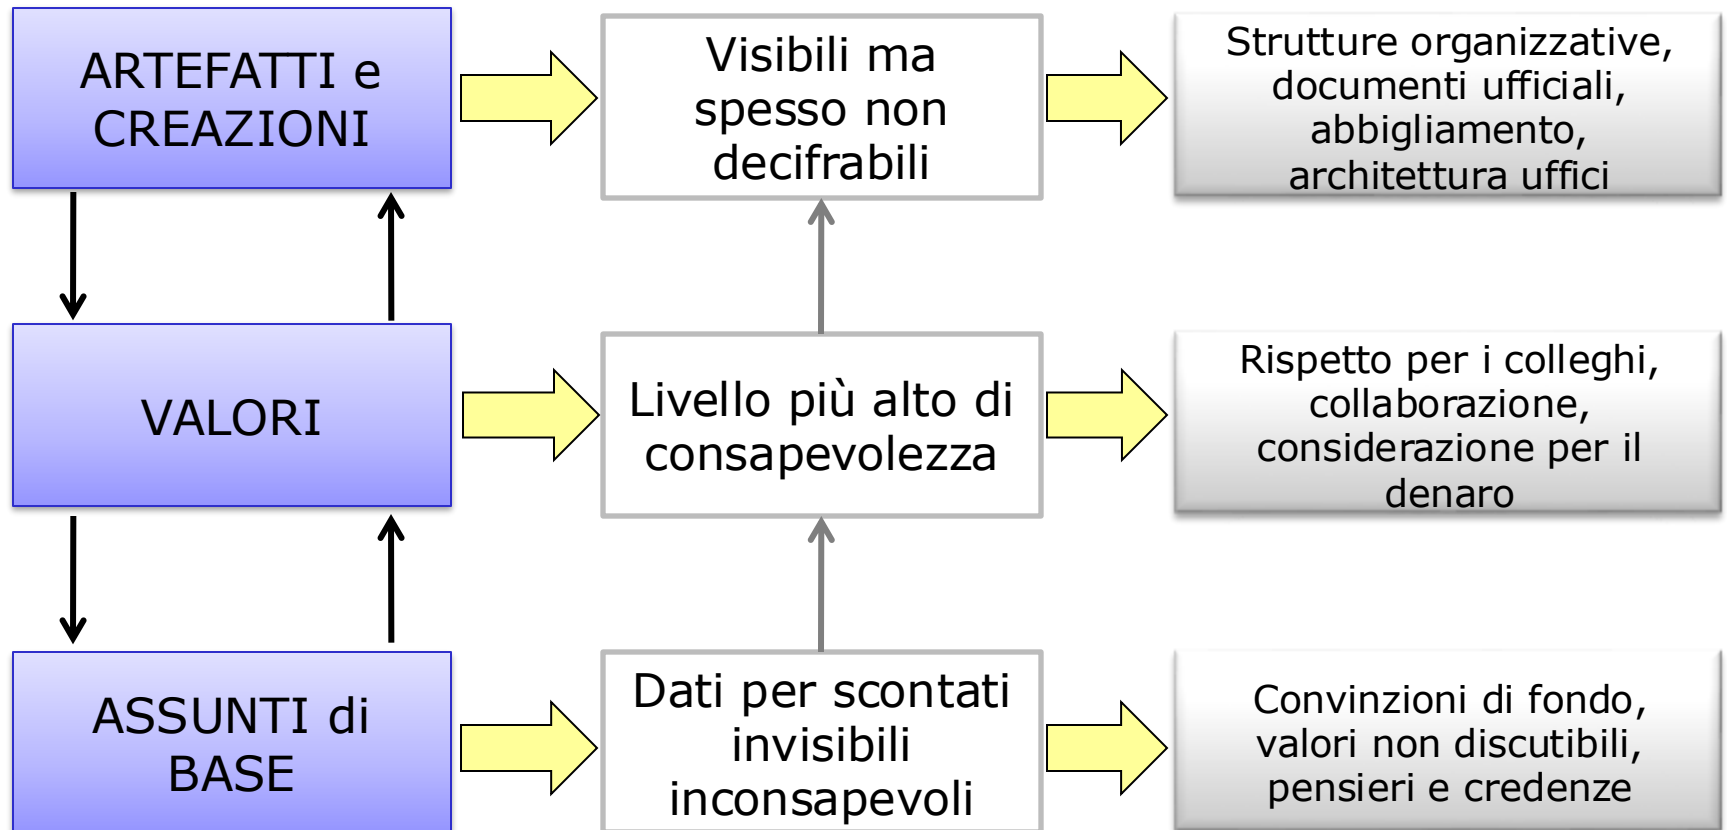 ARTEFATTI e
CREAZIONI
Visibili ma
spesso non
decifrabili
Strutture organizzative,
documenti ufficiali,
abbigliamento,
architettura uffici
VALORI
Livello più alto di
consapevolezza
Rispetto per i colleghi,
collaborazione,
considerazione per il
denaro
ASSUNTI di
BASE
Dati per scontati
invisibili
inconsapevoli
Convinzioni di fondo,
valori non discutibili,
pensieri e credenze